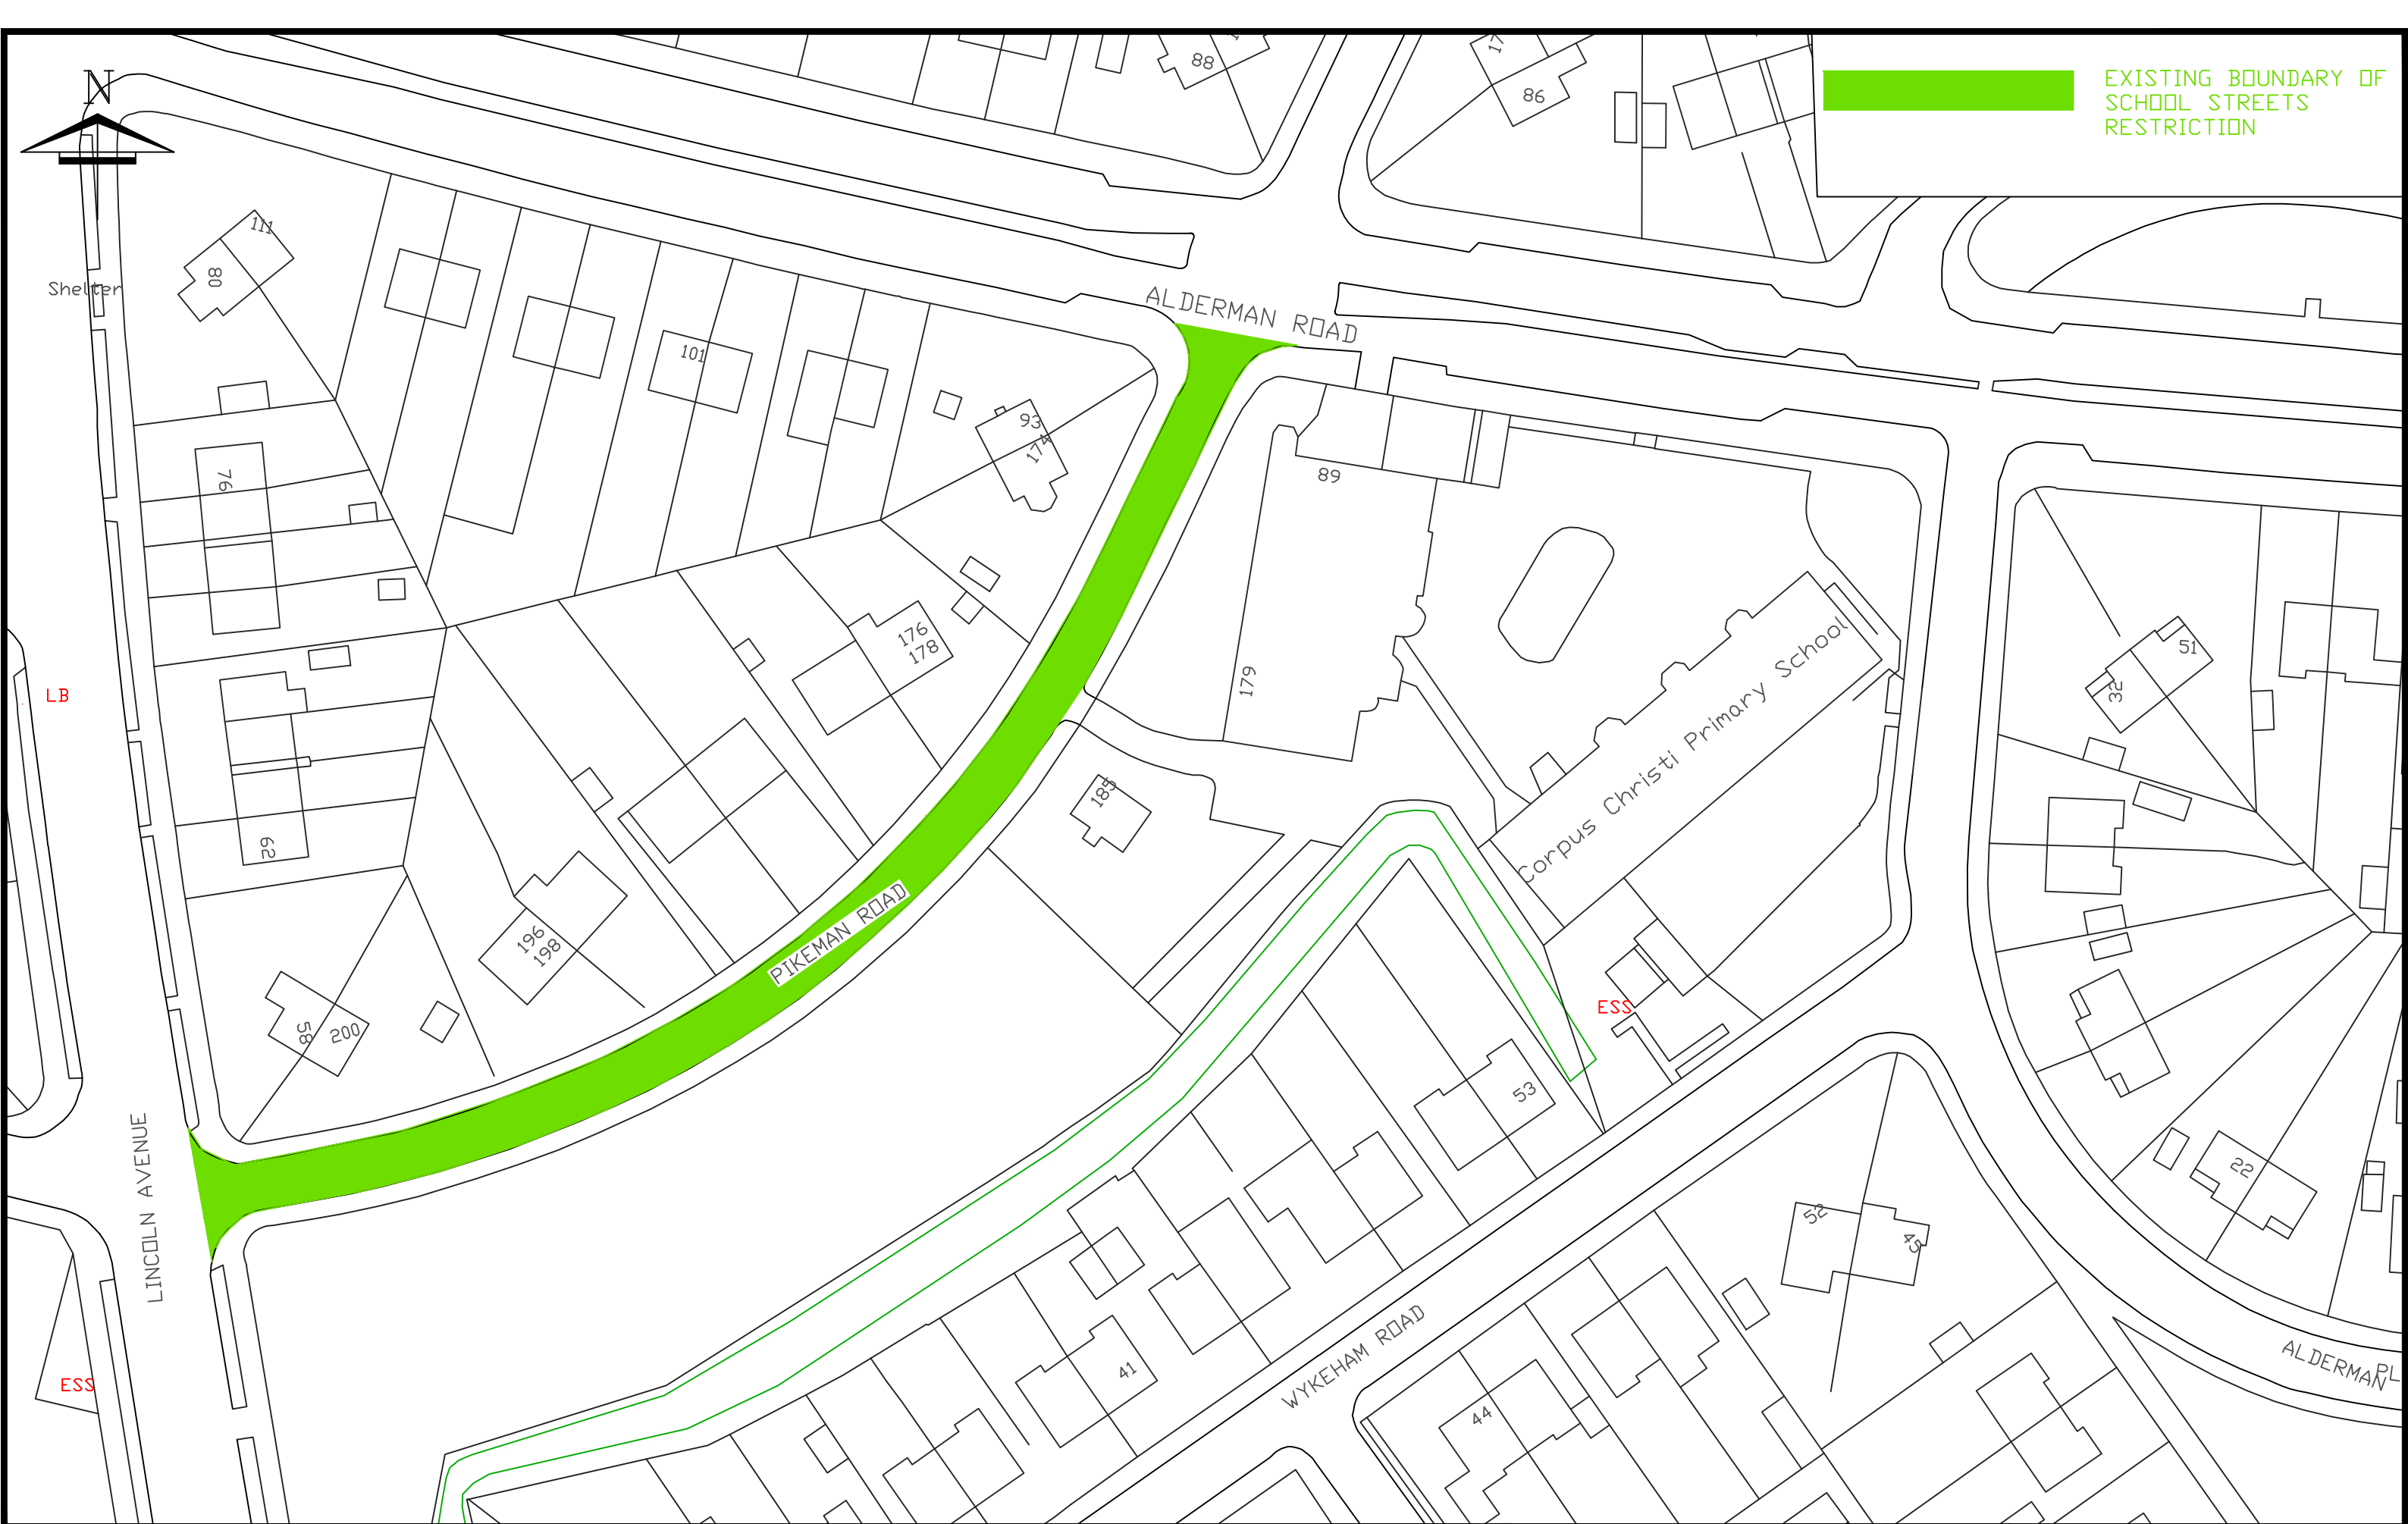 N
EXISTING BOUNDARY OF
SCHOOL STREETS
RESTRICTION
88
86
111
80
Shelter
ALDERMAN ROAD
101
93
174
89
76
176
178
179
Corpus Christi Primary School
51
32
LB
185
62
PIKEMAN ROAD
196
198
58
200
ESS
53
LINCOLN AVENUE
22
52
45
WYKEHAM ROAD
41
44
ALDERMAN
PL
ESS